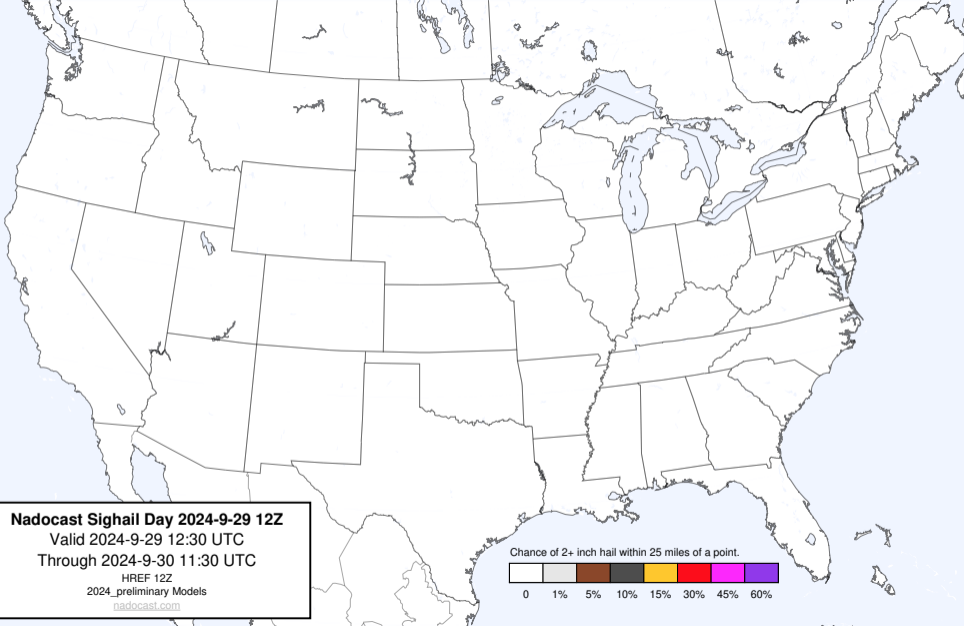 Nadocast Sighail Day 2024-9-29 12Z
Valid 2024-9-29 12:30 UTC
Through 2024-9-30 11:30 UTC
HREF 12Z
2024_preliminary Models
nadocast.com
Chance of 2+ inch hail within 25 miles of a point.
0 1% 5% 10% 15% 30% 45% 60%